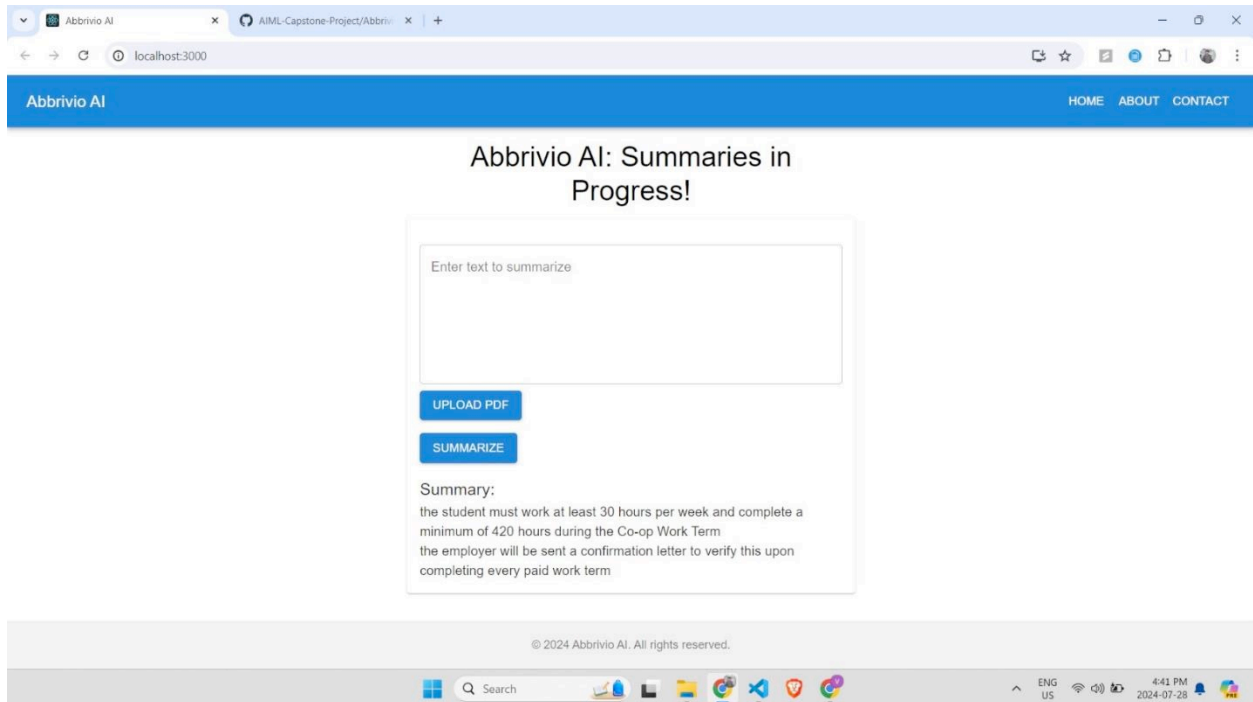 Abbrivio AI
AIML-Capstone-Project/Abbrivi
localhost:3000
Abbrivio AI
HOME ABOUT CONTACT
Abbrivio AI: Summaries in
Progress!
Enter text to summarize
UPLOAD PDF
SUMMARIZE
Summary:
the student must work at least 30 hours per week and complete a
minimum of 420 hours during the Co-op Work Term
the employer will be sent a confirmation letter to verify this upon
completing every paid work term
© 2024 Abbrivio AI. All rights reserved.
Search
ENG
US
4:41 PM
2024-07-28